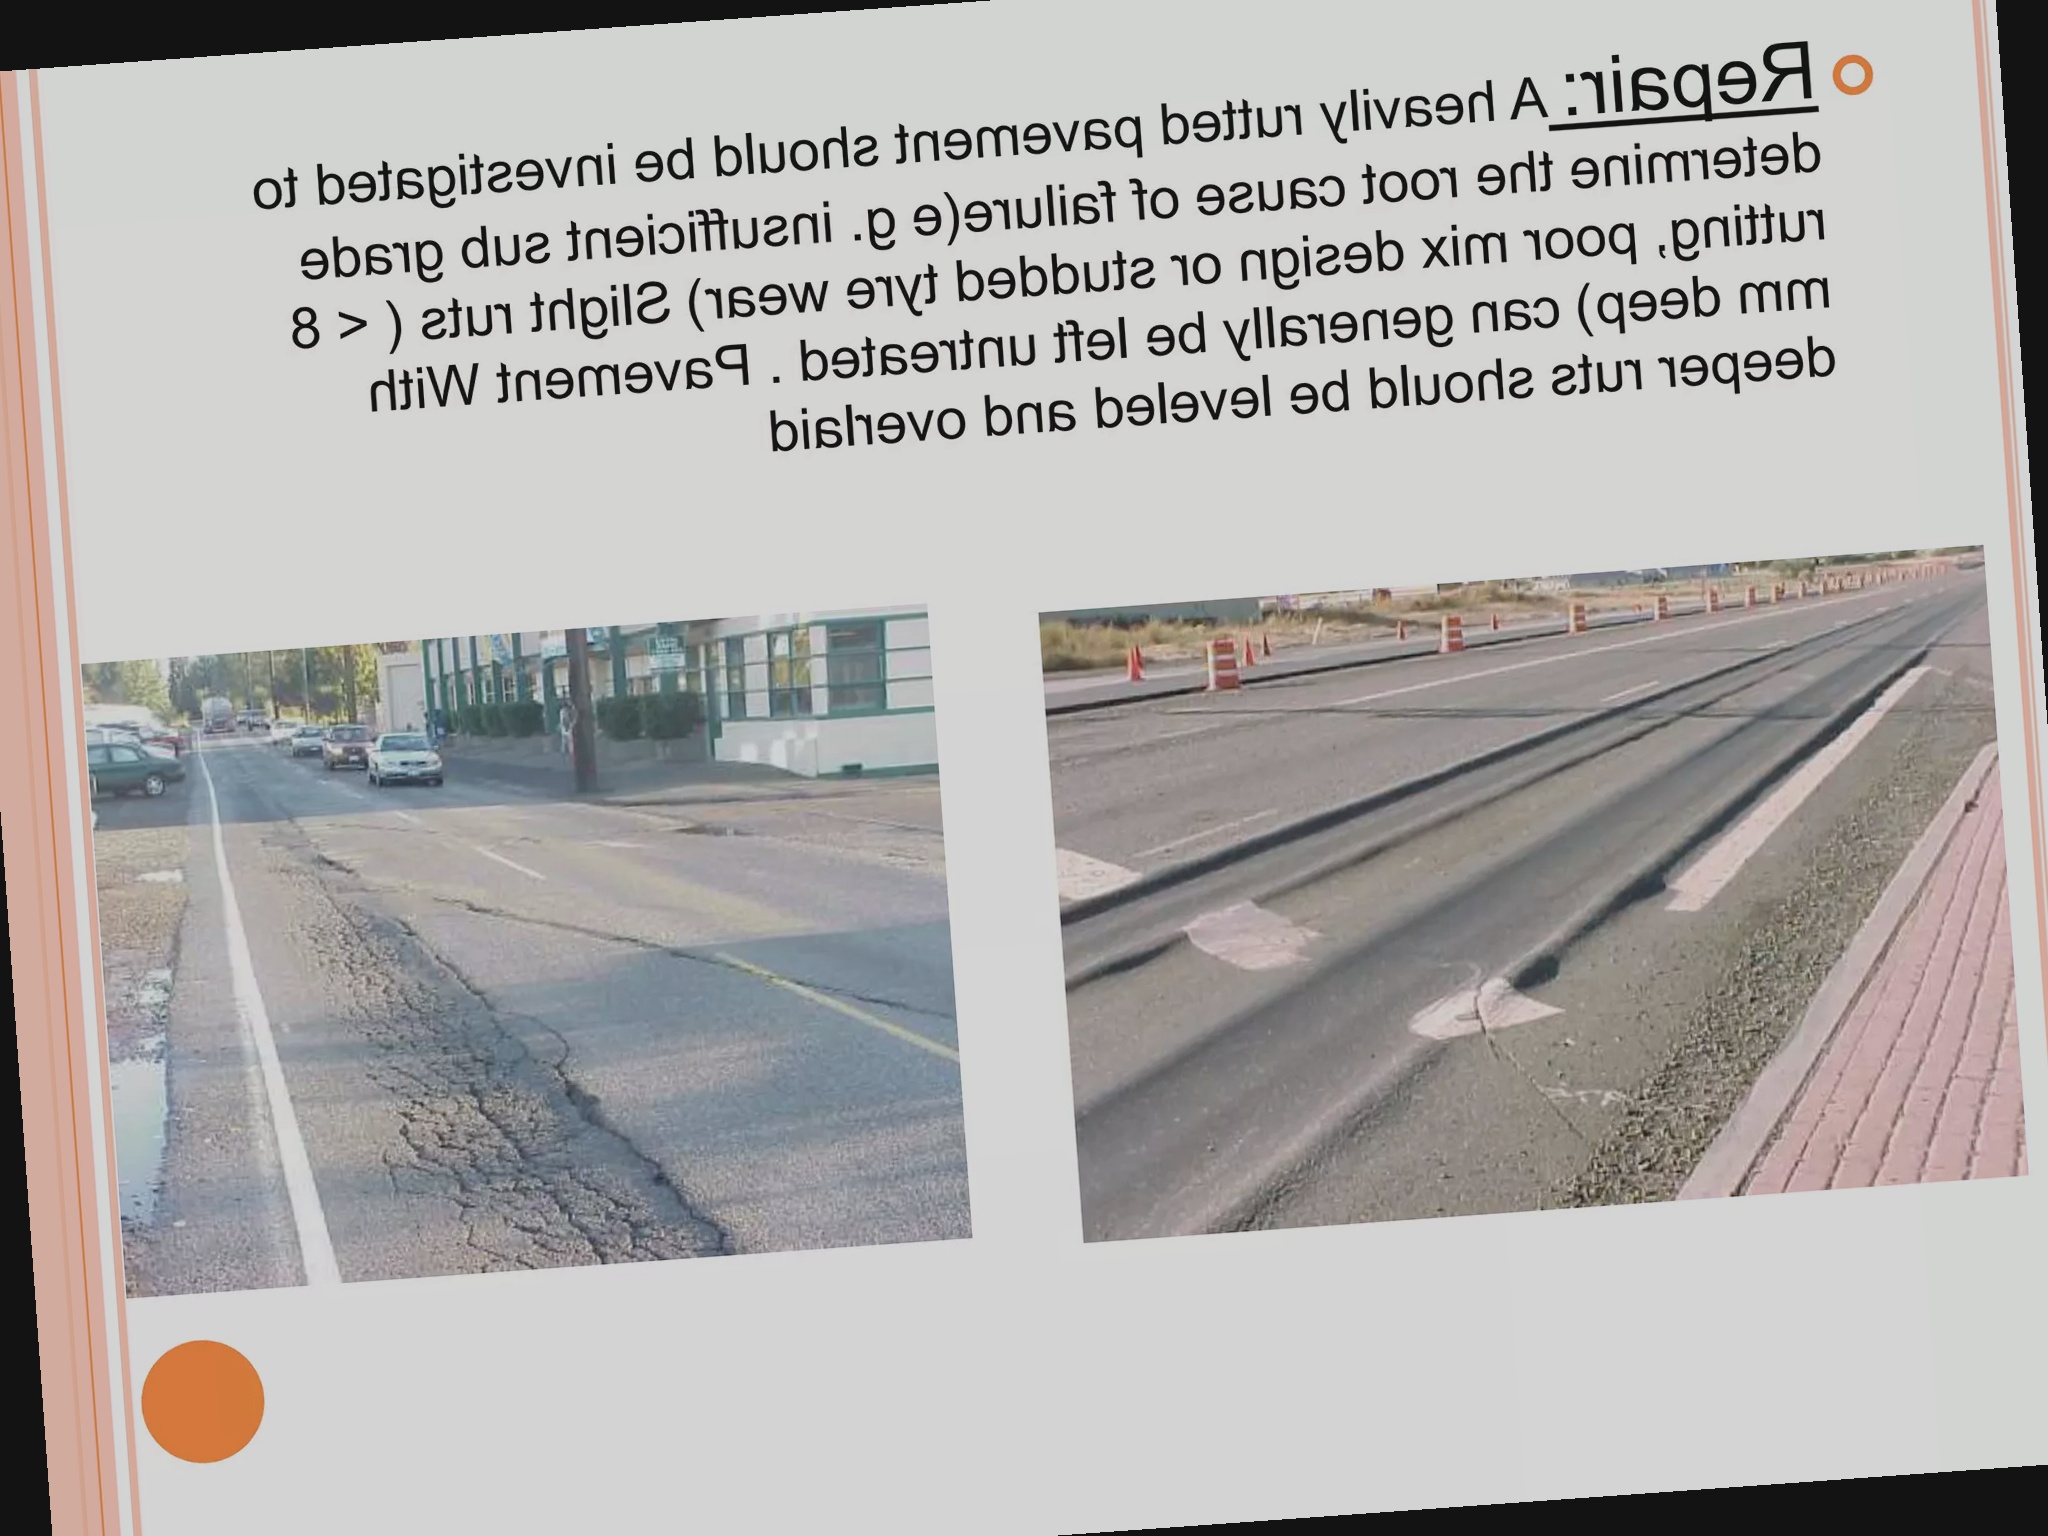 Repair: A heavily rutted pavement should be investigated to
determine the root cause of failure(e g. insufficient sub grade
rutting, poor mix design or studded tyre wear) Slight ruts ( < 8
mm deep) can generally be left untreated . Pavement With
deeper ruts should be leveled and overlaid